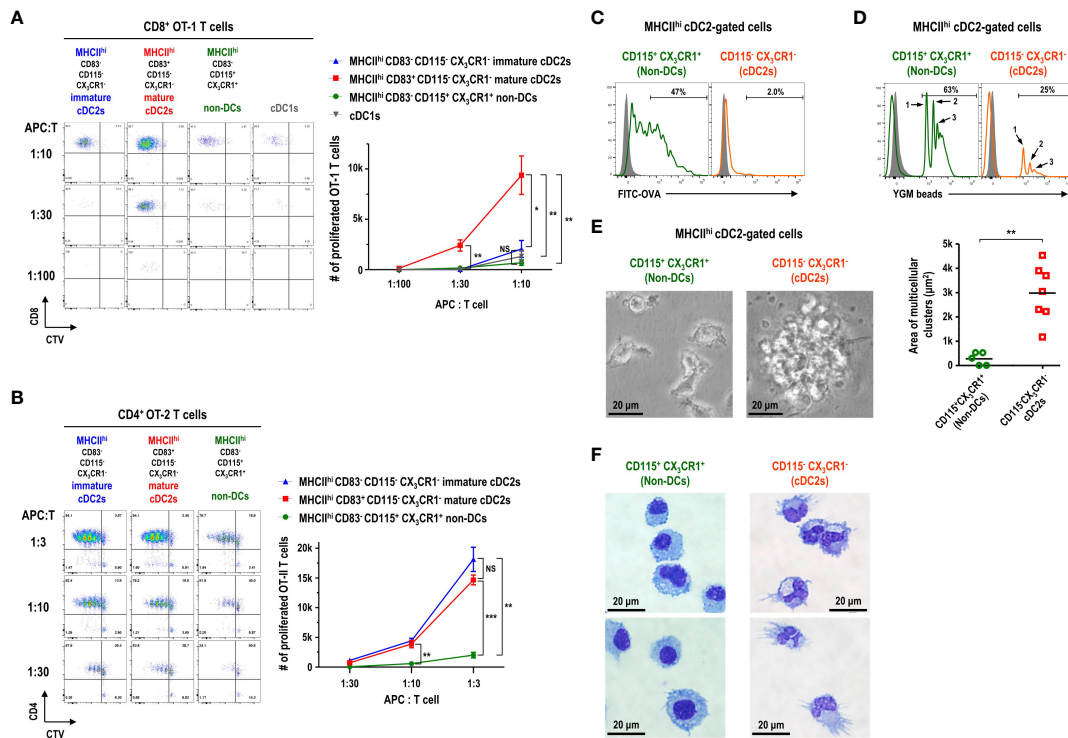 A
CD8⁺ OT-1 T cells
MHCIIʰⁱ MHCIIʰⁱ MHCIIʰⁱ
CD83⁻ CD83⁺ CD83⁻
CD115⁻ CD115⁻ CD115⁺
CX₃CR1⁻ CX₃CR1⁻ CX₃CR1⁺
immature mature
cDC2s cDC2s non-DCs cDC1s
APC:T
1:10
1:30
1:100
CD8
CTV
MHCIIʰⁱ CD83⁻ CD115⁻ CX₃CR1⁻ immature cDC2s
MHCIIʰⁱ CD83⁺ CD115⁻ CX₃CR1⁻ mature cDC2s
MHCIIʰⁱ CD83⁻ CD115⁺ CX₃CR1⁺ non-DCs
cDC1s
# of proliferated OT-1 T cells
10k
5k
0
1:100 1:30 1:10
APC : T cell
** NS * ** **
B
CD4⁺ OT-2 T cells
MHCIIʰⁱ MHCIIʰⁱ MHCIIʰⁱ
CD83⁻ CD83⁺ CD83⁻
CD115⁻ CD115⁻ CD115⁺
CX₃CR1⁻ CX₃CR1⁻ CX₃CR1⁺
immature mature
cDC2s cDC2s non-DCs
APC:T
1:3
1:10
1:30
CD4
CTV
MHCIIʰⁱ CD83⁻ CD115⁻ CX₃CR1⁻ immature cDC2s
MHCIIʰⁱ CD83⁺ CD115⁻ CX₃CR1⁻ mature cDC2s
MHCIIʰⁱ CD83⁻ CD115⁺ CX₃CR1⁺ non-DCs
# of proliferated OT-II T cells
20k
15k
10k
5k
0
1:30 1:10 1:3
APC : T cell
** NS *** **
C
MHCIIʰⁱ cDC2-gated cells
CD115⁺ CX₃CR1⁺ CD115⁻ CX₃CR1⁻
(Non-DCs) (cDC2s)
47% 2.0%
FITC-OVA
D
MHCIIʰⁱ cDC2-gated cells
CD115⁺ CX₃CR1⁺ CD115⁻ CX₃CR1⁻
(Non-DCs) (cDC2s)
63% 25%
1 2 3 1 2 3
YGM beads
E
MHCIIʰⁱ cDC2-gated cells
CD115⁺ CX₃CR1⁺ CD115⁻ CX₃CR1⁻
(Non-DCs) (cDC2s)
20 µm 20 µm
Area of multicellular
clusters (µm²)
5k
4k
3k
2k
1k
0
**
CD115⁺CX₃CR1⁺
(Non-DCs)
CD115⁻CX₃CR1⁻
cDC2s
F
CD115⁺ CX₃CR1⁺ CD115⁻ CX₃CR1⁻
(Non-DCs) (cDC2s)
20 µm 20 µm
20 µm 20 µm